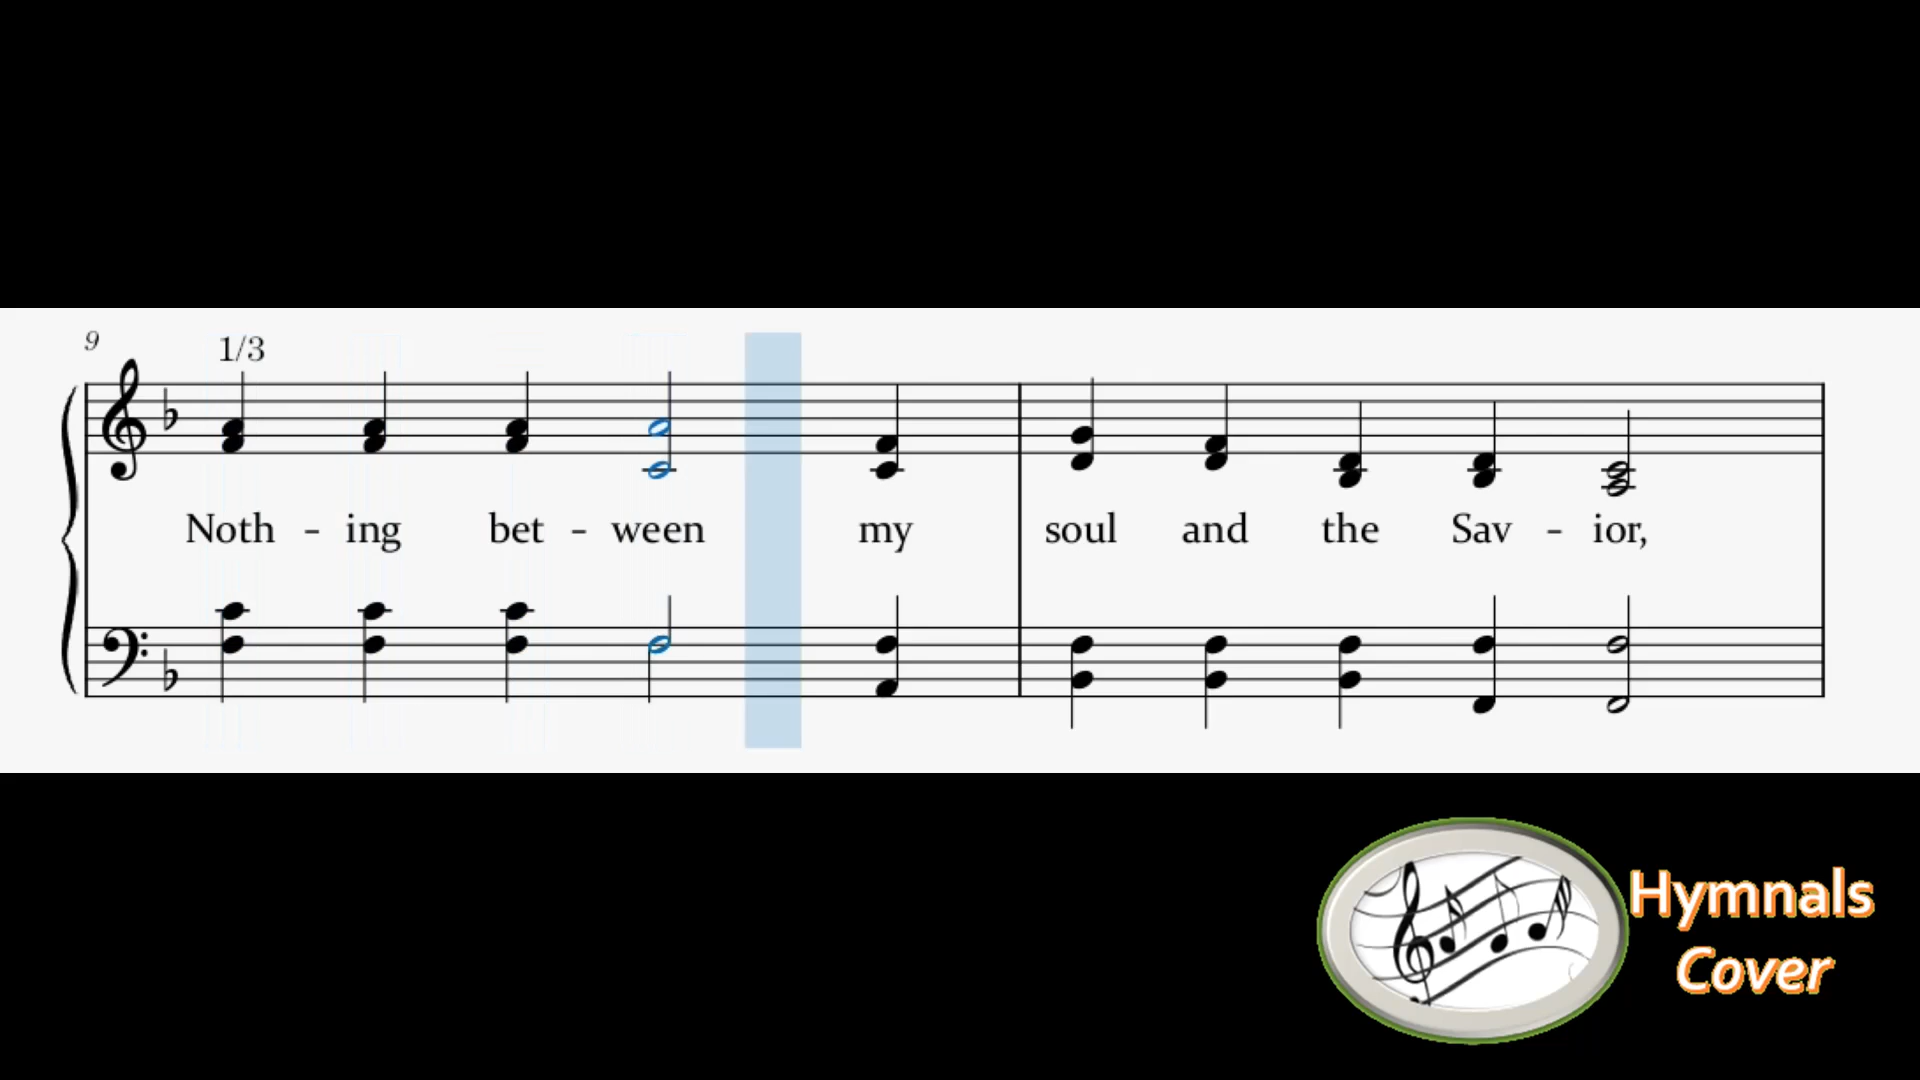 9
1/3
Noth - ing bet - ween my soul and the Sav - ior,
Hymnals
Cover